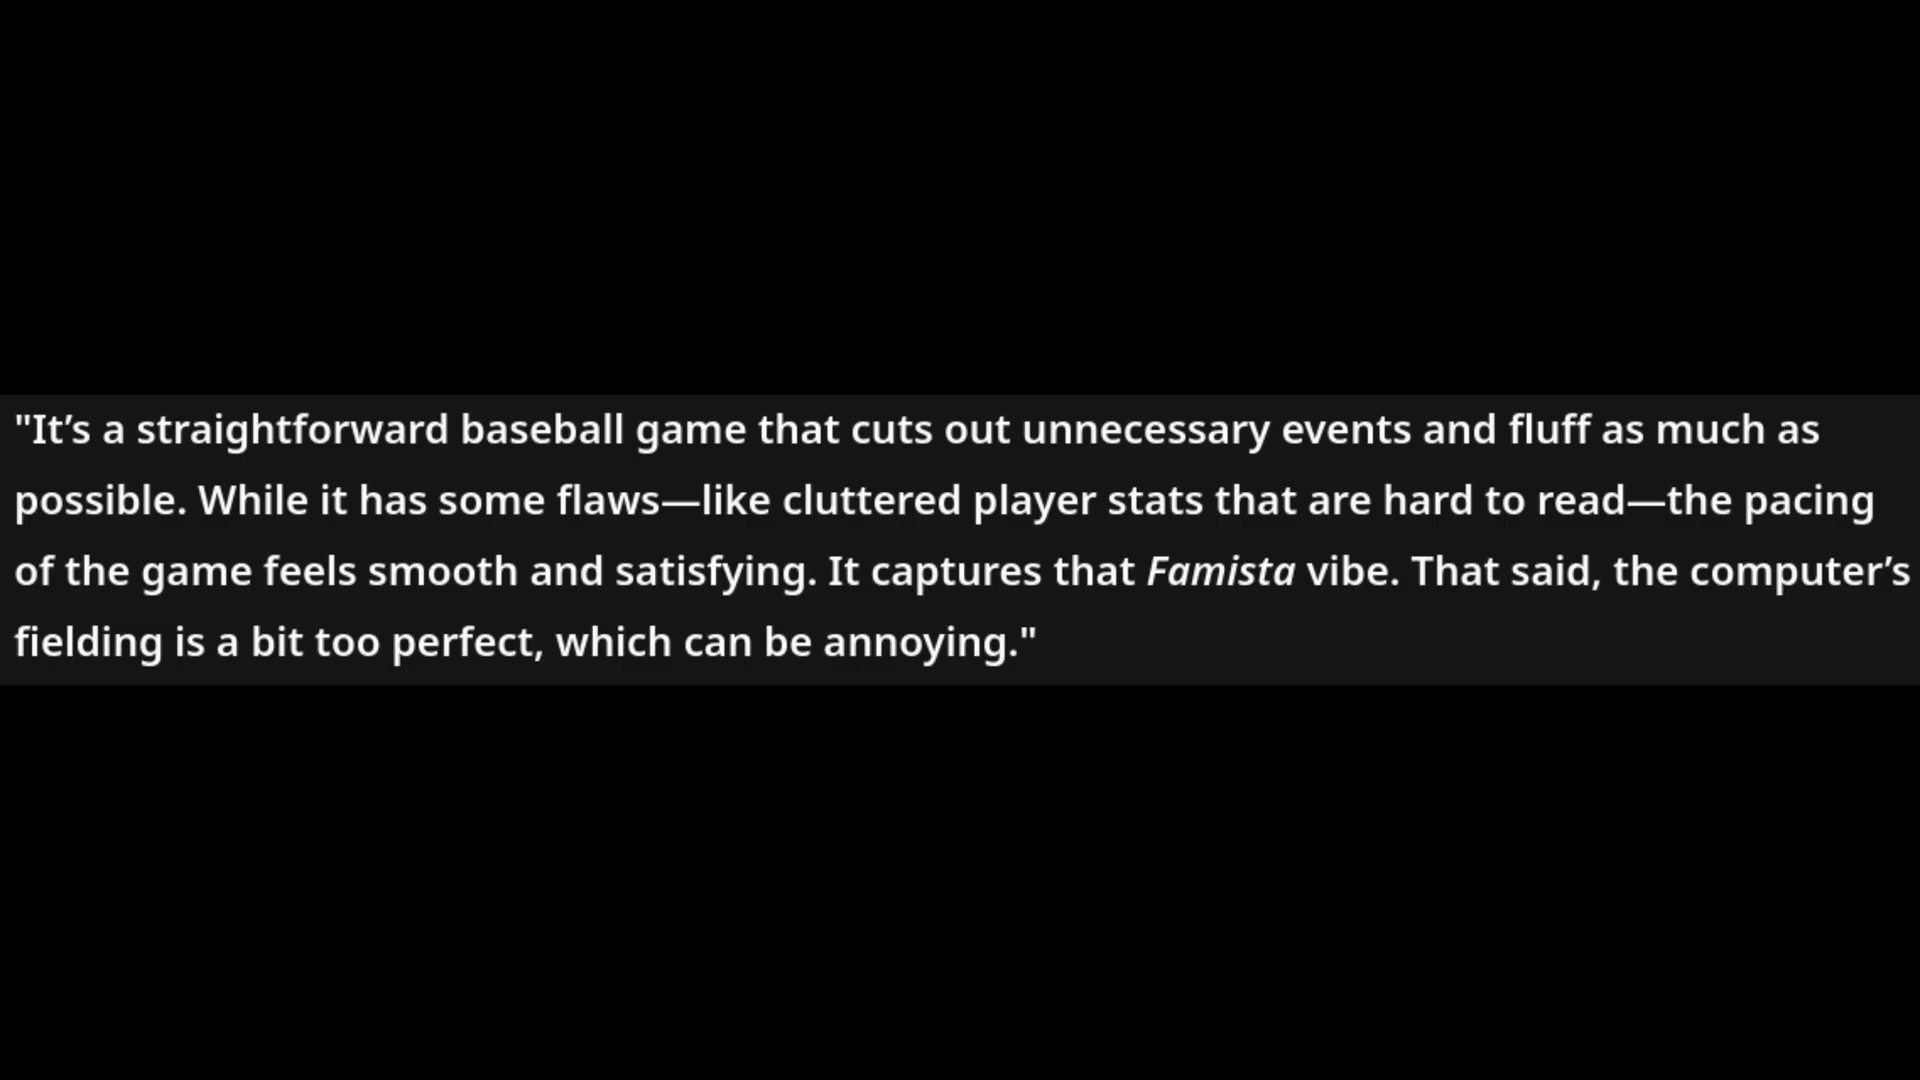 "It’s a straightforward baseball game that cuts out unnecessary events and fluff as much as
possible. While it has some flaws—like cluttered player stats that are hard to read—the pacing
of the game feels smooth and satisfying. It captures that Famista vibe. That said, the computer’s
fielding is a bit too perfect, which can be annoying."